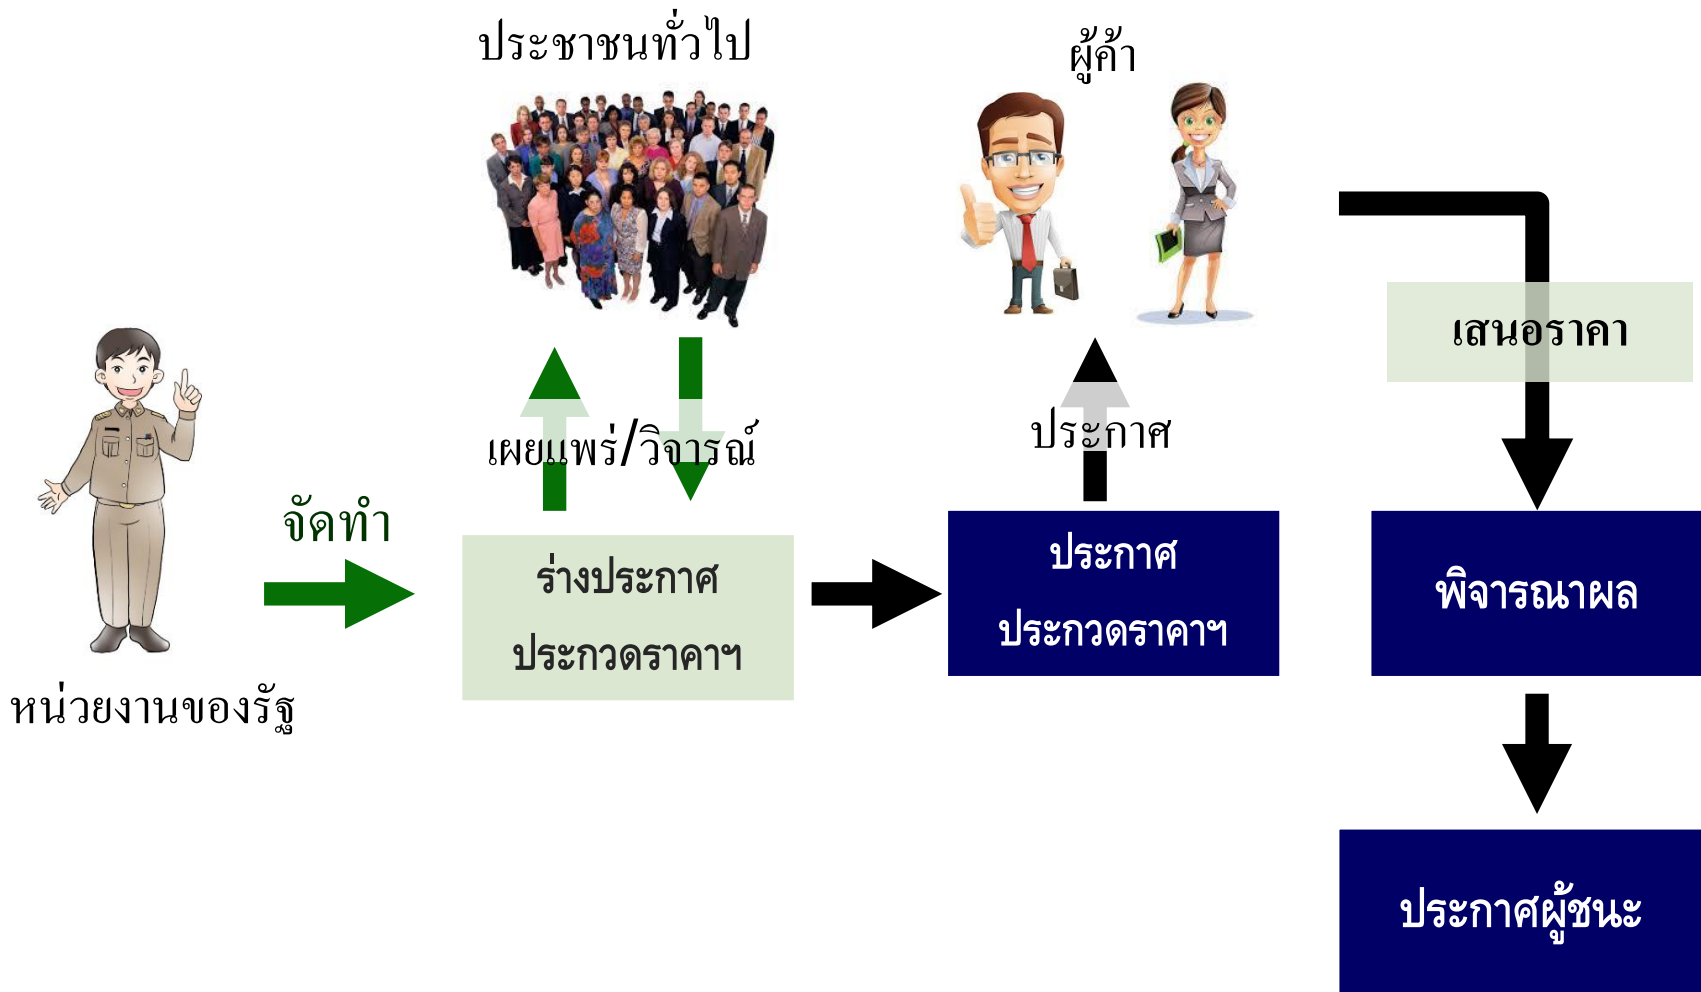 ประชาชนทั่วไป
ผู้ค้า
เสนอราคา
เผยแพร่/วิจารณ์
ประกาศ
จัดทำ
ร่างประกาศ
ประกวดราคาฯ
ประกาศ
ประกวดราคาฯ
พิจารณาผล
หน่วยงานของรัฐ
ประกาศผู้ชนะ